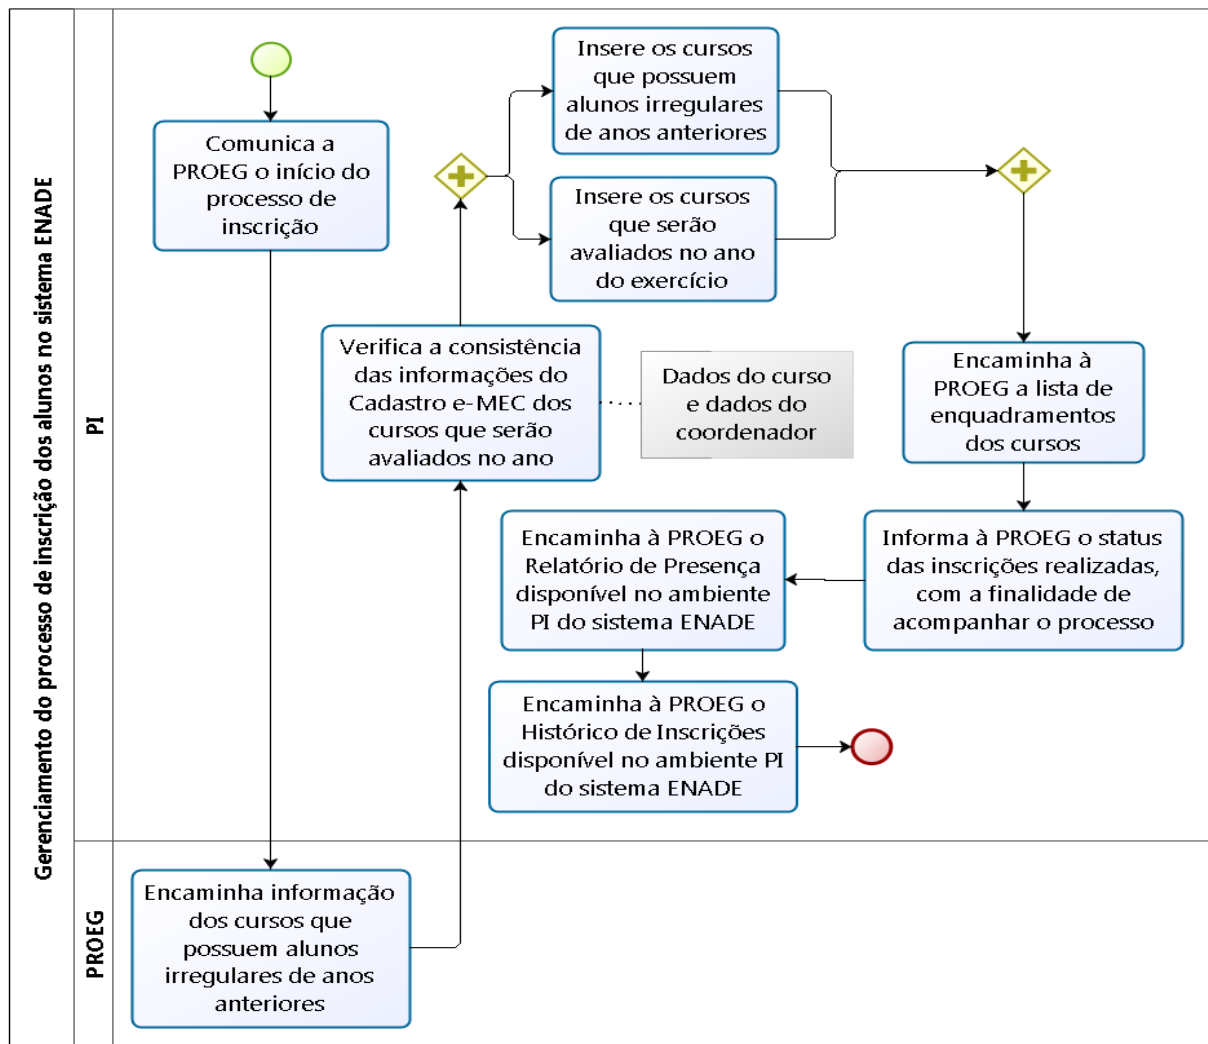 Gerenciamento do processo de inscrição dos alunos no sistema ENADE
PI
Comunica a
PROEG o início do
processo de
inscrição
Insere os cursos
que possuem
alunos irregulares
de anos anteriores
Insere os cursos
que serão
avaliados no ano
do exercício
Verifica a consistência
das informações do
Cadastro e-MEC dos
cursos que serão
avaliados no ano
Dados do curso
e dados do
coordenador
Encaminha à
PROEG a lista de
enquadramentos
dos cursos
Informa à PROEG o status
das inscrições realizadas,
com a finalidade de
acompanhar o processo
Encaminha à PROEG o
Relatório de Presença
disponível no ambiente
PI do sistema ENADE
Encaminha à PROEG o
Histórico de Inscrições
disponível no ambiente PI
do sistema ENADE
PROEG
Encaminha informação
dos cursos que
possuem alunos
irregulares de anos
anteriores